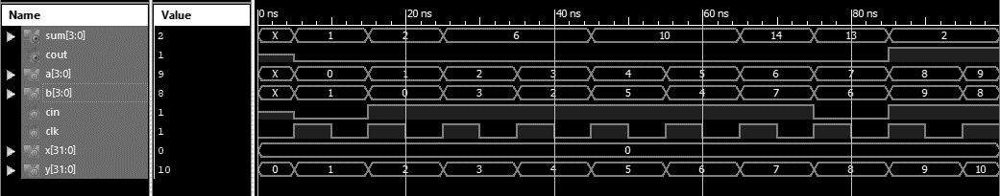 Name Value 0 ns 20 ns 40 ns 60 ns 80 ns
sum[3:0] 2 X 1 2 6 10 14 13 2
cout 1
a[3:0] 9 X 0 1 2 3 4 5 6 7 8 9
b[3:0] 8 X 1 0 3 2 5 4 7 6 9 8
cin 1
clk 1
x[31:0] 0 0
y[31:0] 10 0 1 2 3 4 5 6 7 8 9 10